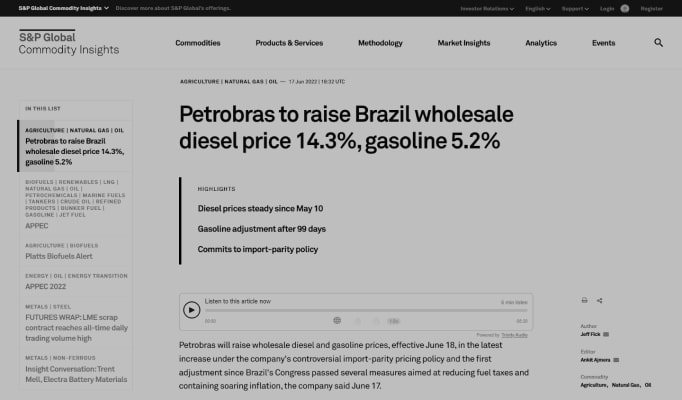 S&P Global Commodity Insights
Discover more about S&P Global's offerings.
Investor Relations
English
Support
Login
Register
S&P Global
Commodity Insights
Commodities
Products & Services
Methodology
Market Insights
Analytics
Events
AGRICULTURE | NATURAL GAS | OIL — 17 Jun 2022 | 19:32 UTC
Petrobras to raise Brazil wholesale
diesel price 14.3%, gasoline 5.2%
IN THIS LIST
AGRICULTURE | NATURAL GAS | OIL
Petrobras to raise Brazil
wholesale diesel price 14.3%,
gasoline 5.2%
BIOFUELS | RENEWABLES | LNG |
NATURAL GAS | OIL |
PETROCHEMICALS | MARINE FUELS
| TANKERS | CRUDE OIL | REFINED
PRODUCTS | BUNKER FUEL |
GASOLINE | JET FUEL
APPEC
AGRICULTURE | BIOFUELS
Platts Biofuels Alert
ENERGY | OIL | ENERGY TRANSITION
APPEC 2022
METALS | STEEL
FUTURES WRAP: LME scrap
contract reaches all-time daily
trading volume high
METALS | NON-FERROUS
Insight Conversation: Trent
Mell, Electra Battery Materials
HIGHLIGHTS
Diesel prices steady since May 10
Gasoline adjustment after 99 days
Commits to import-parity policy
Listen to this article now
Powered by Trinity Audio
Petrobras will raise wholesale diesel and gasoline prices, effective June 18, in the latest
increase under the company's controversial import-parity pricing policy and the first
adjustment since Brazil's Congress passed several measures aimed at reducing fuel taxes and
containing soaring inflation, the company said June 17.
Author
Jeff Fick
Editor
Ankit Ajmera
Commodity
Agriculture, Natural Gas, Oil